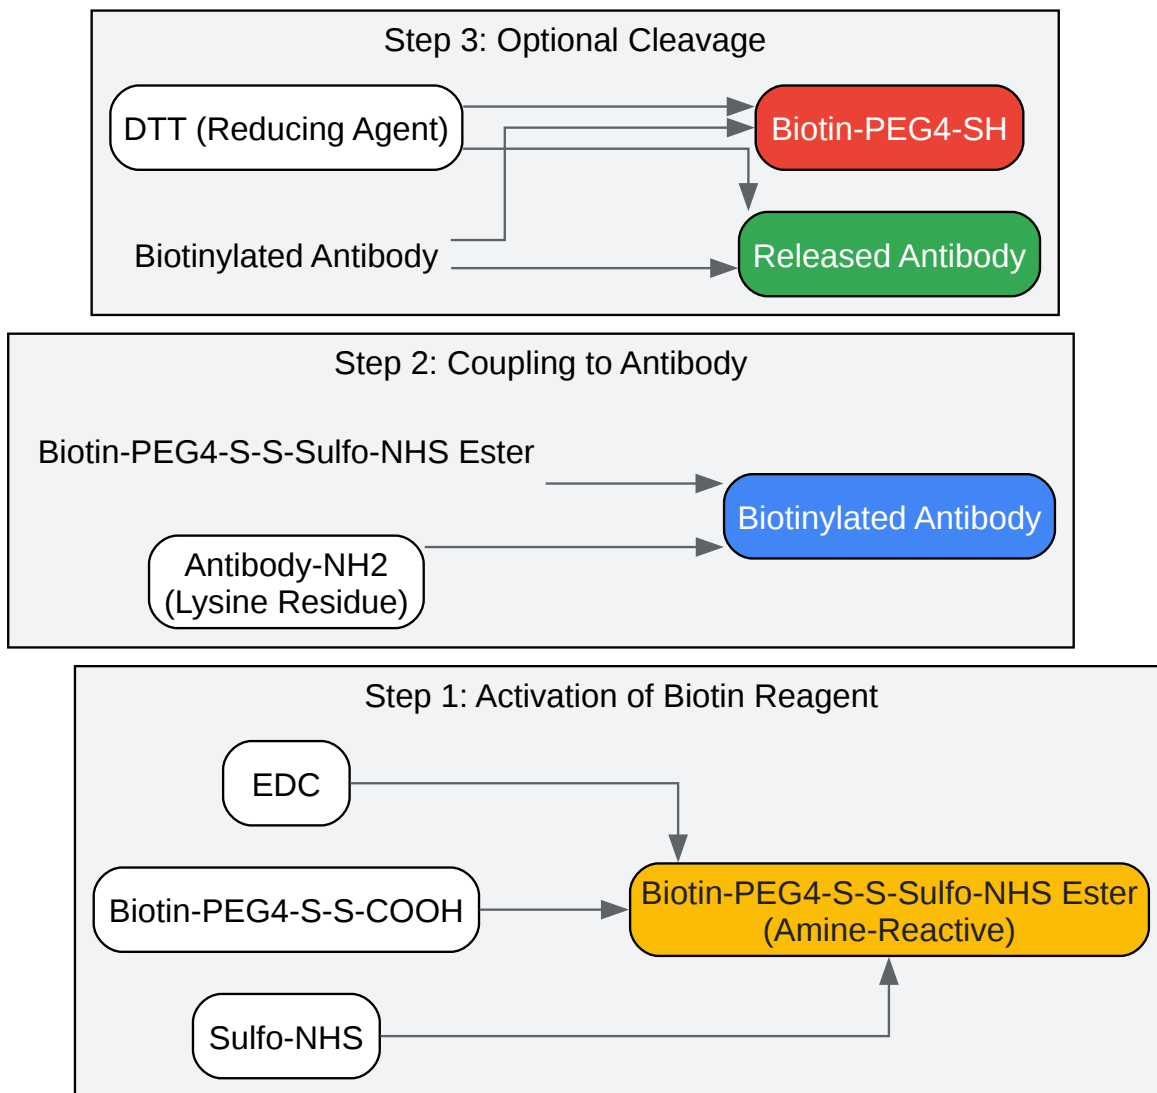 Step 3: Optional Cleavage
DTT (Reducing Agent)
Biotin-PEG4-SH
Biotinylated Antibody
Released Antibody
Step 2: Coupling to Antibody
Biotin-PEG4-S-S-Sulfo-NHS Ester
Biotinylated Antibody
Antibody-NH2
(Lysine Residue)
Step 1: Activation of Biotin Reagent
EDC
Biotin-PEG4-S-S-COOH
Biotin-PEG4-S-S-Sulfo-NHS Ester
(Amine-Reactive)
Sulfo-NHS